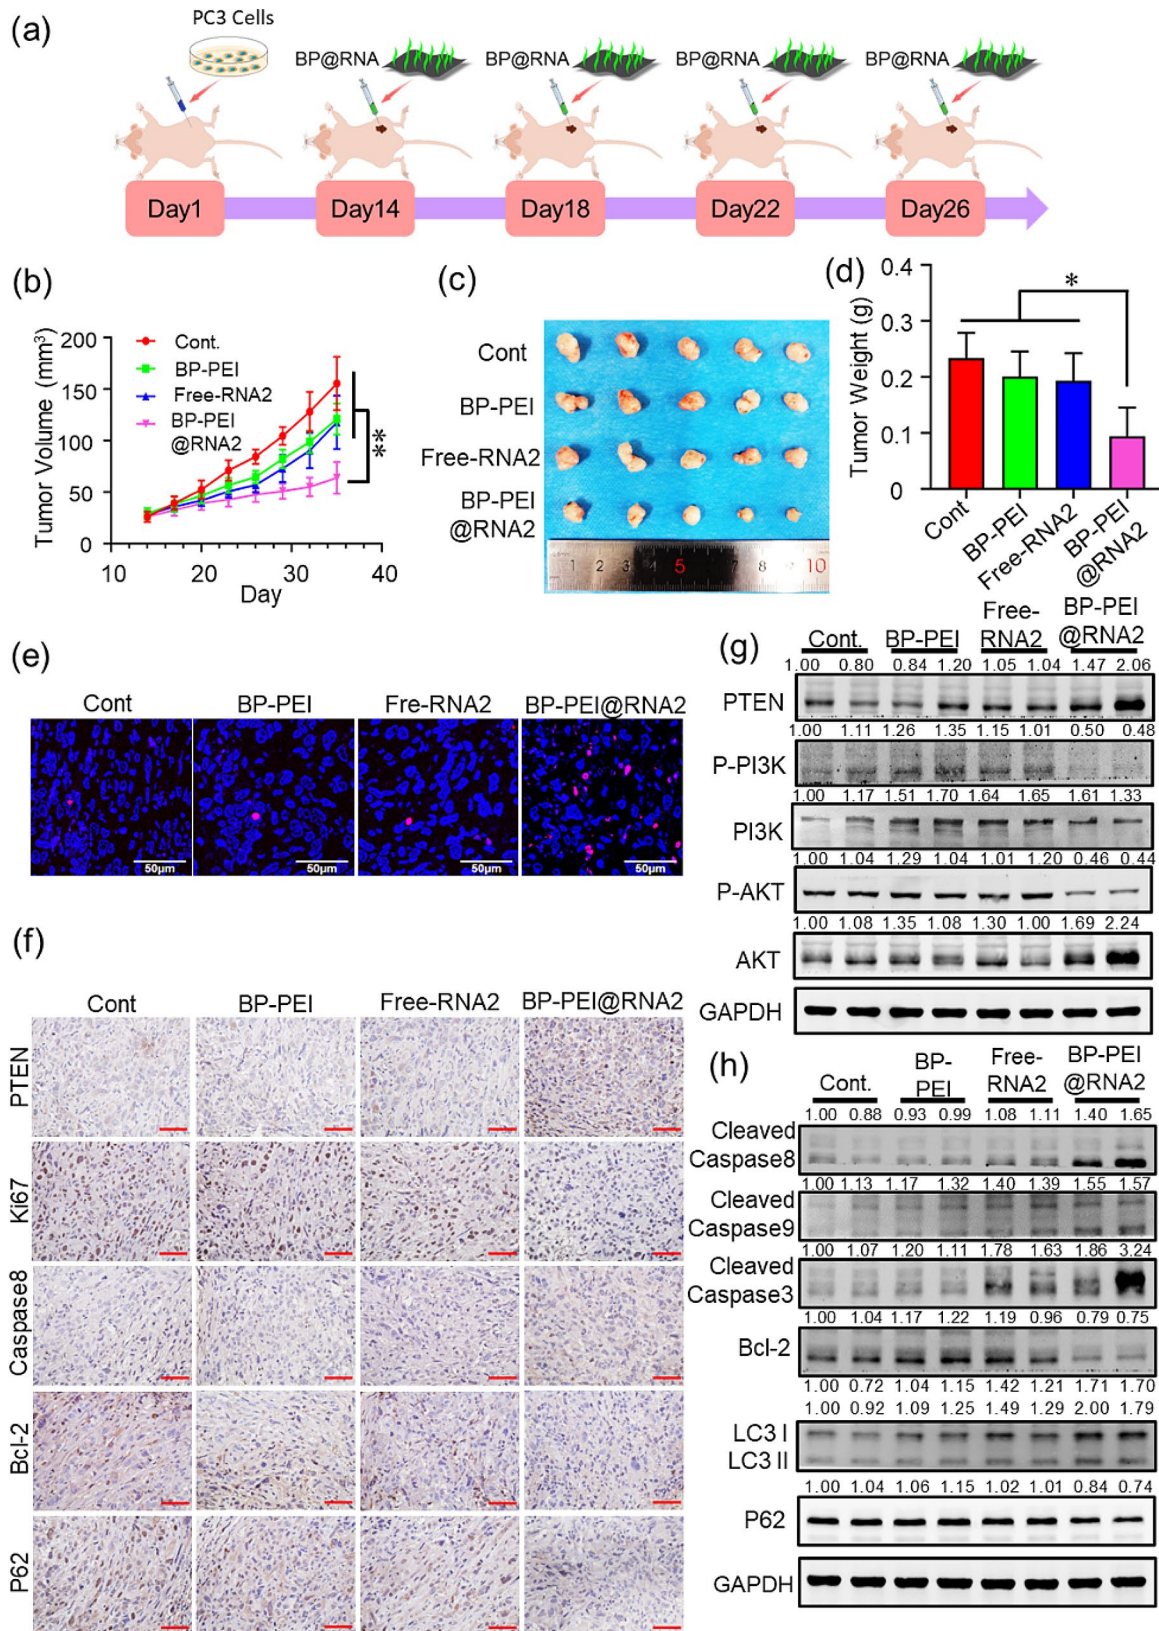 (a)
PC3 Cells
BP@RNA BP@RNA BP@RNA BP@RNA
Day1 Day14 Day18 Day22 Day26
(b)
Tumor Volume (mm³)
200
150
100
50
0
Cont.
BP-PEI
Free-RNA2
BP-PEI
@RNA2
**
10 20 30 40
Day
(c)
Cont
BP-PEI
Free-RNA2
BP-PEI
@RNA2
1 2 3 4 5 6 7 8 9 10
(d)
Tumor Weight (g)
0.4
0.3
0.2
0.1
0
*
Cont
BP-PEI
Free-RNA2
BP-PEI
@RNA2
(e)
Cont BP-PEI Fre-RNA2 BP-PEI@RNA2
50μm 50μm 50μm 50μm
(f)
Cont BP-PEI Free-RNA2 BP-PEI@RNA2
PTEN
Ki67
Caspase8
Bcl-2
P62
(g)
Cont. BP-PEI Free-
RNA2 BP-PEI
@RNA2
1.00 0.80 0.84 1.20 1.05 1.04 1.47 2.06
PTEN
1.00 1.11 1.26 1.35 1.15 1.01 0.50 0.48
P-PI3K
1.00 1.17 1.51 1.70 1.64 1.65 1.61 1.33
PI3K
1.00 1.04 1.29 1.04 1.01 1.20 0.46 0.44
P-AKT
1.00 1.08 1.35 1.08 1.30 1.00 1.69 2.24
AKT
GAPDH
(h)
Cont. BP-
PEI Free-
RNA2 BP-PEI
@RNA2
1.00 0.88 0.93 0.99 1.08 1.11 1.40 1.65
Cleaved
Caspase8
1.00 1.13 1.17 1.32 1.40 1.39 1.55 1.57
Cleaved
Caspase9
1.00 1.07 1.20 1.11 1.78 1.63 1.86 3.24
Cleaved
Caspase3
1.00 1.04 1.17 1.22 1.19 0.96 0.79 0.75
Bcl-2
1.00 0.72 1.04 1.15 1.42 1.21 1.71 1.70
1.00 0.92 1.09 1.25 1.49 1.29 2.00 1.79
LC3 I
LC3 II
1.00 1.04 1.06 1.15 1.02 1.01 0.84 0.74
P62
GAPDH